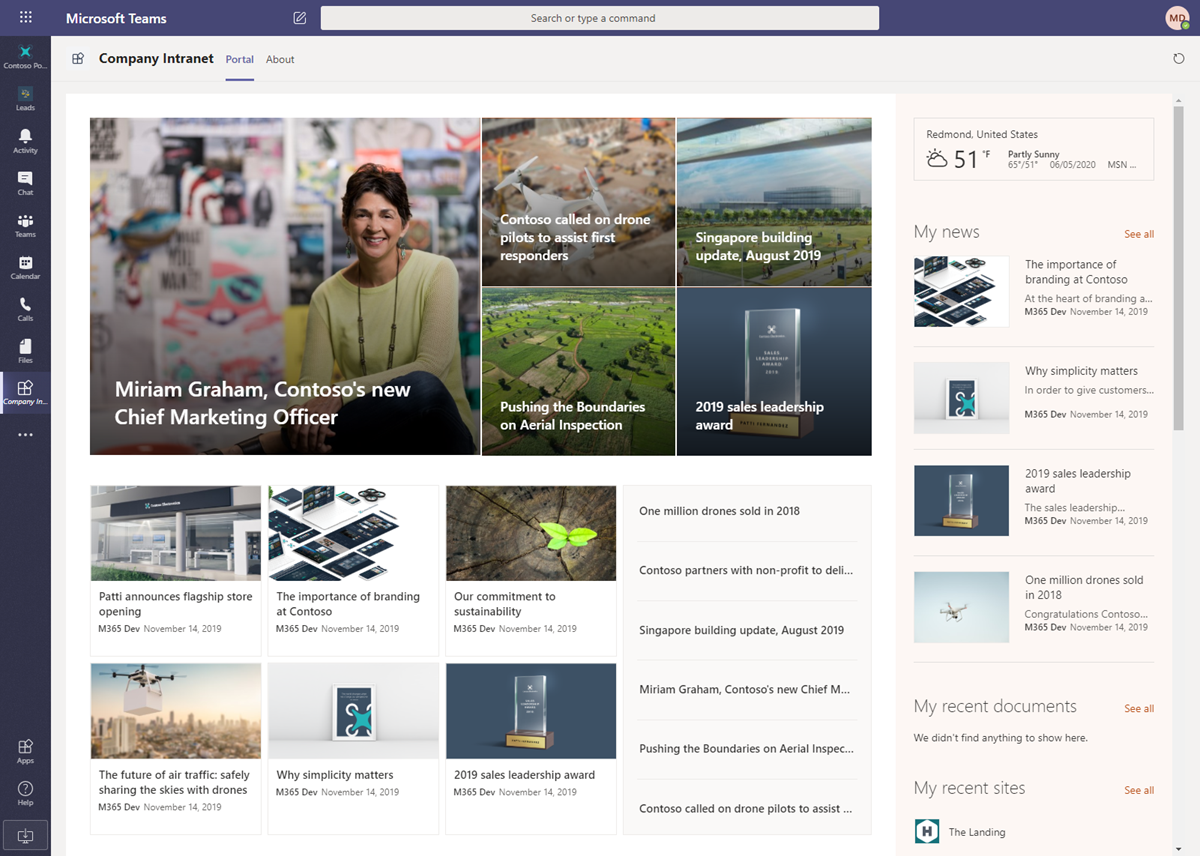 Microsoft Teams
Search or type a command
MD
Contoso Po...
Leads
Activity
Chat
Teams
Calendar
Calls
Files
Company In...
Apps
Help
Company Intranet
Portal
About
Miriam Graham, Contoso's new
Chief Marketing Officer
Contoso called on drone
pilots to assist first
responders
Singapore building
update, August 2019
Pushing the Boundaries
on Aerial Inspection
SALES
LEADERSHIP
AWARD
2019 sales leadership
award
PATTI FERNANDEZ
Patti announces flagship store
opening
M365 Dev November 14, 2019
The importance of branding
at Contoso
M365 Dev November 14, 2019
Our commitment to
sustainability
M365 Dev November 14, 2019
The future of air traffic: safely
sharing the skies with drones
M365 Dev November 14, 2019
Why simplicity matters
M365 Dev November 14, 2019
2019 sales leadership award
M365 Dev November 14, 2019
One million drones sold in 2018
Contoso partners with non-profit to deli...
Singapore building update, August 2019
Miriam Graham, Contoso's new Chief M...
Pushing the Boundaries on Aerial Inspec...
Contoso called on drone pilots to assist ...
Redmond, United States
51 °F
Partly Sunny
65°/51° 06/05/2020 MSN ...
My news
See all
The importance of
branding at Contoso
At the heart of branding a...
M365 Dev November 14, 2019
Why simplicity matters
In order to give customers...
M365 Dev November 14, 2019
2019 sales leadership
award
The sales leadership...
M365 Dev November 14, 2019
One million drones sold
in 2018
Congratulations Contoso...
M365 Dev November 14, 2019
My recent documents
See all
We didn't find anything to show here.
My recent sites
See all
H
The Landing